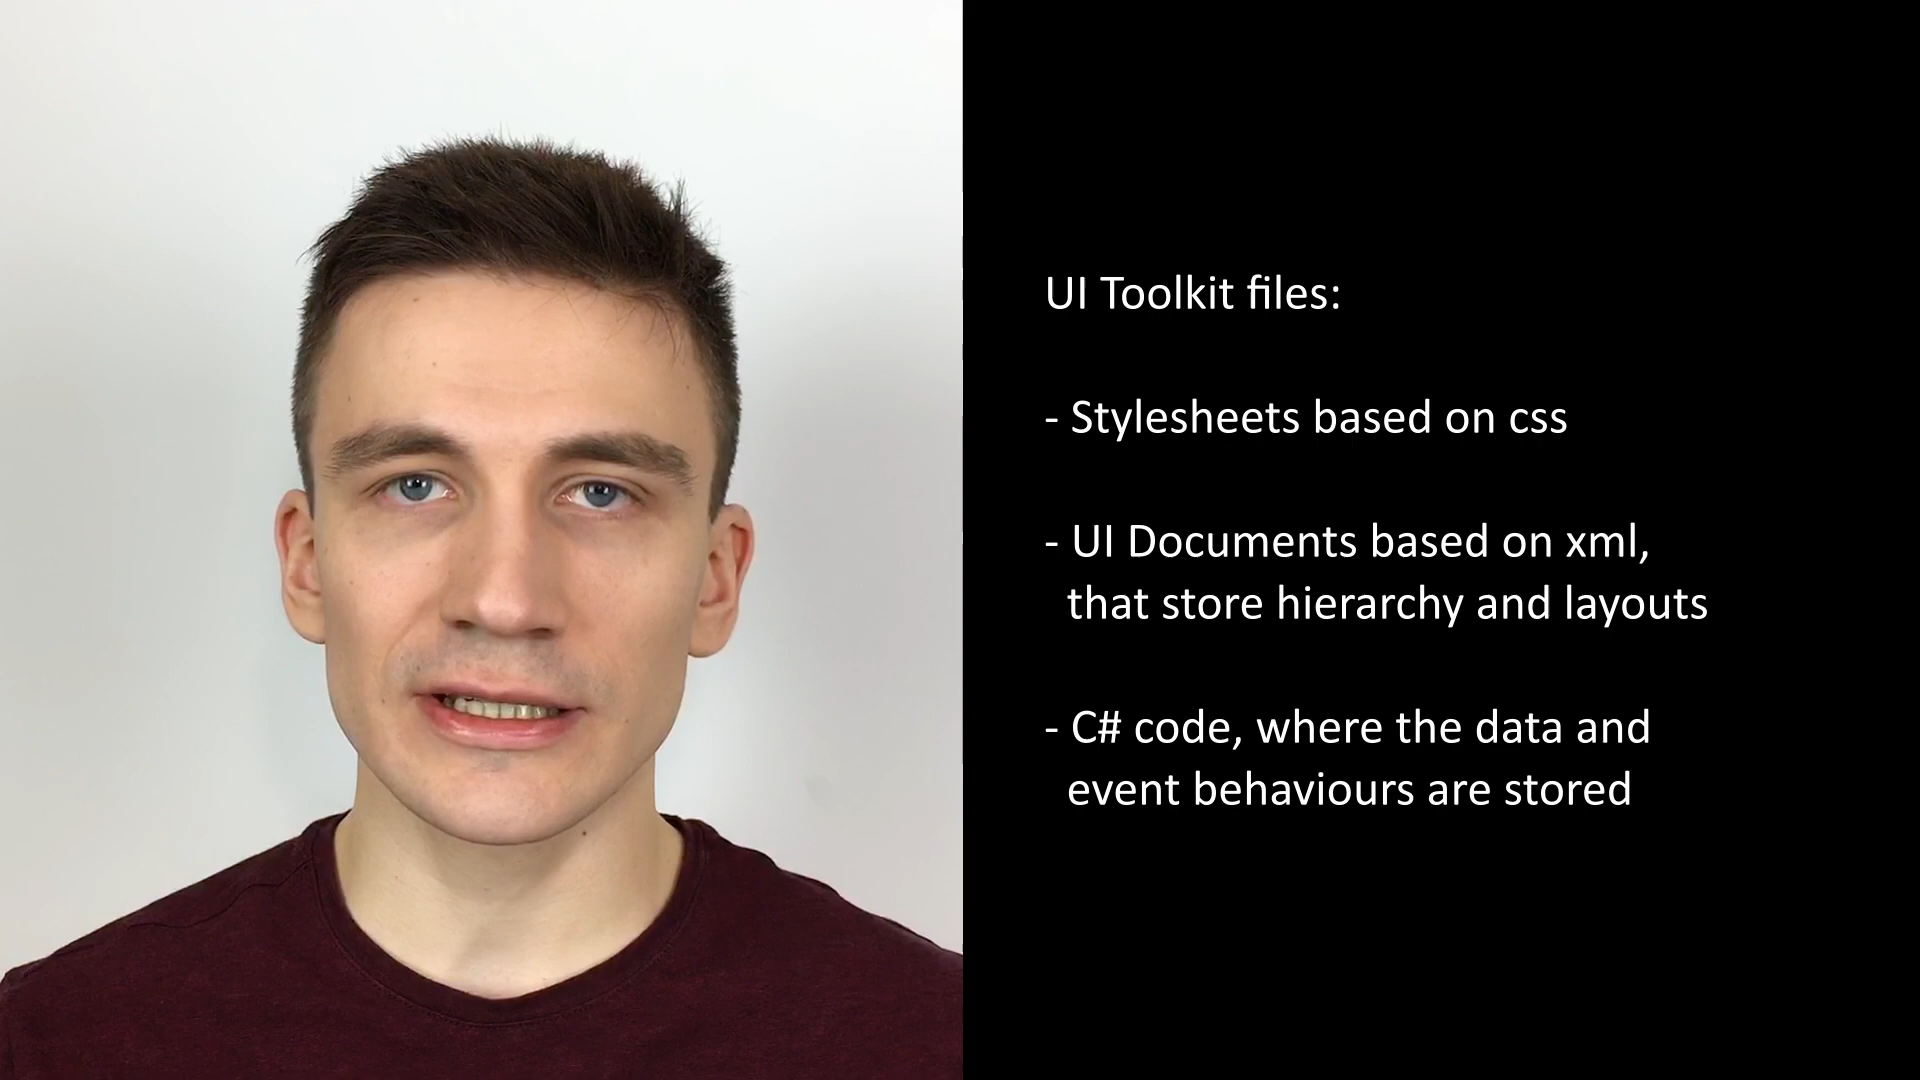 UI Toolkit files:
- Stylesheets based on css
- UI Documents based on xml,
that store hierarchy and layouts
- C# code, where the data and
event behaviours are stored